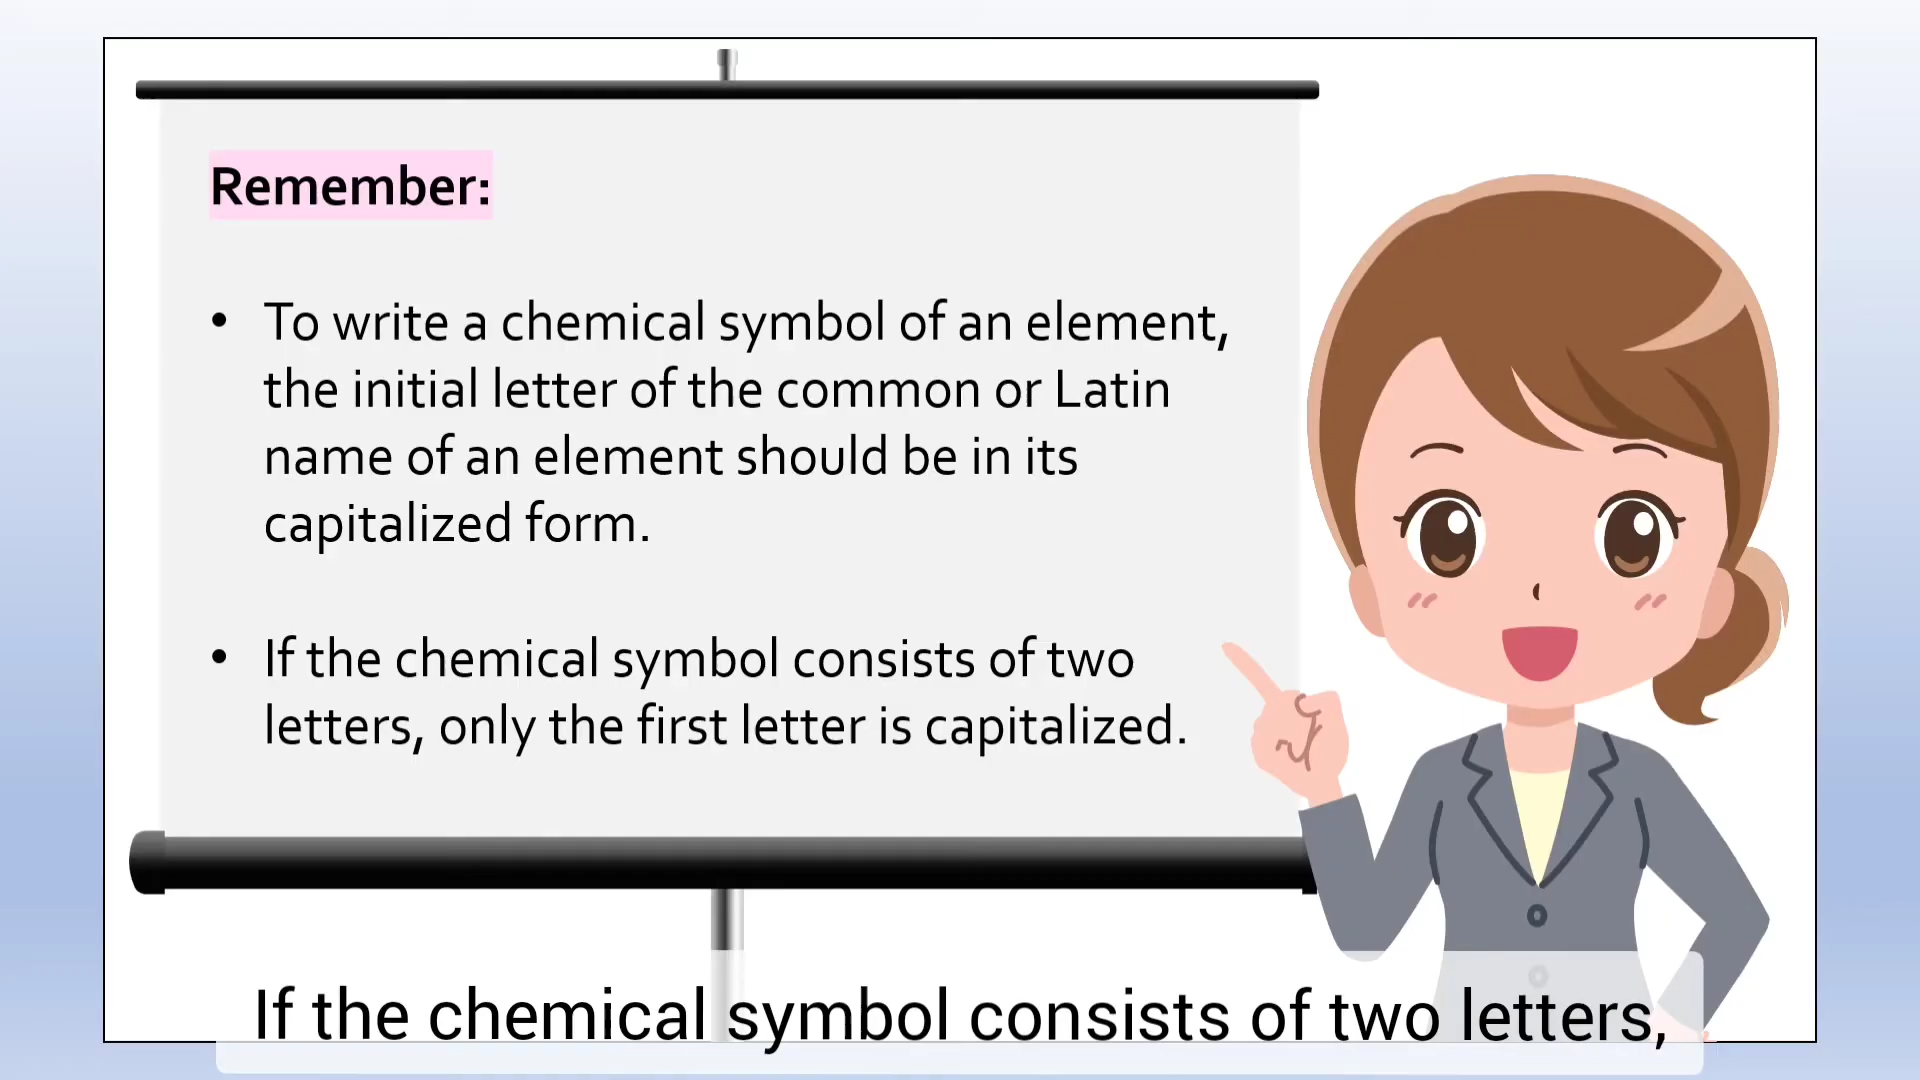 Remember:
• To write a chemical symbol of an element,
the initial letter of the common or Latin
name of an element should be in its
capitalized form.
• If the chemical symbol consists of two
letters, only the first letter is capitalized.
If the chemical symbol consists of two letters,